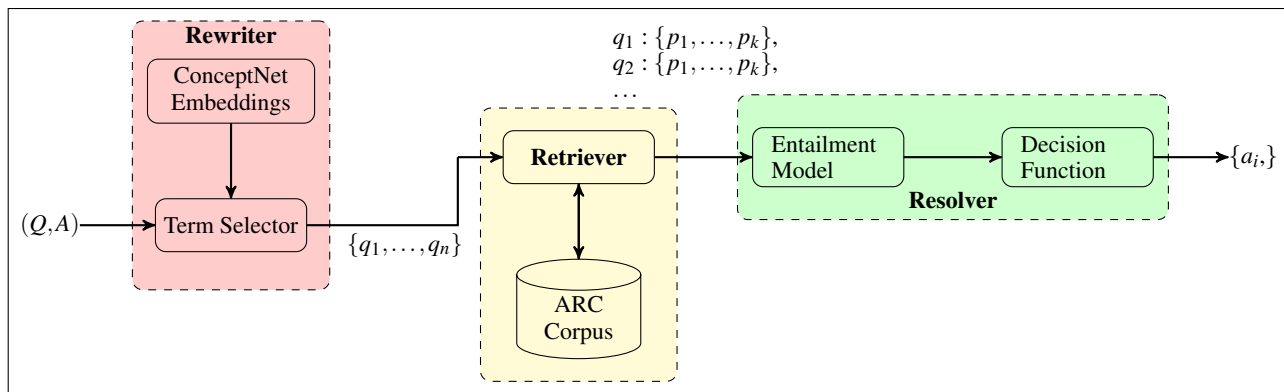 Rewriter
ConceptNet
Embeddings
(Q,A)
Term Selector
{q₁,...,qₙ}
q₁ : {p₁,...,pₖ},
q₂ : {p₁,...,pₖ},
...
Retriever
ARC
Corpus
Entailment
Model
Decision
Function
Resolver
{aᵢ,}